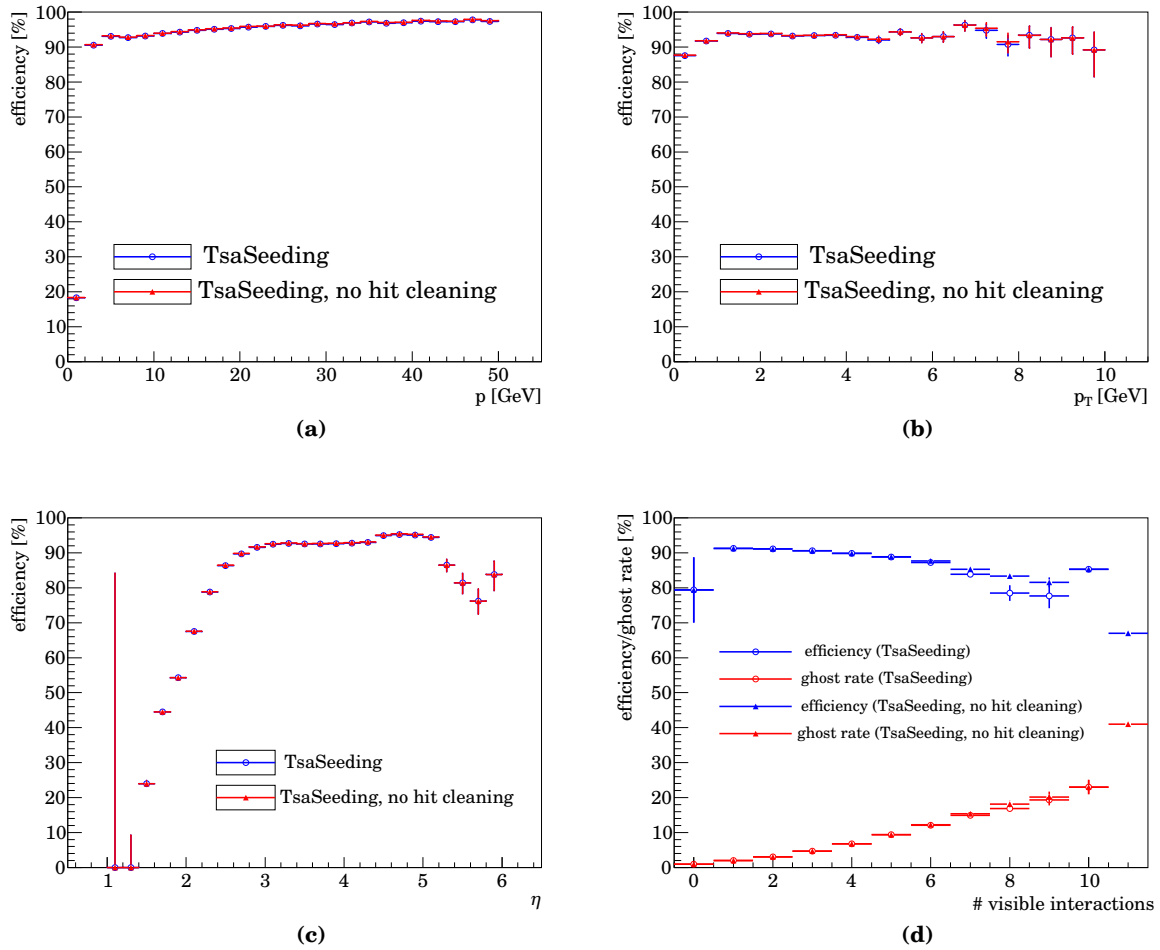 efficiency [%]
100
90
80
70
60
50
40
30
20
10
0
TsaSeeding
TsaSeeding, no hit cleaning
0 10 20 30 40 50
p [GeV]
(a)
efficiency [%]
100
90
80
70
60
50
40
30
20
10
0
TsaSeeding
TsaSeeding, no hit cleaning
0 2 4 6 8 10
p_T [GeV]
(b)
efficiency [%]
100
90
80
70
60
50
40
30
20
10
0
TsaSeeding
TsaSeeding, no hit cleaning
1 2 3 4 5 6
η
(c)
efficiency/ghost rate [%]
100
90
80
70
60
50
40
30
20
10
0
efficiency (TsaSeeding)
ghost rate (TsaSeeding)
efficiency (TsaSeeding, no hit cleaning)
ghost rate (TsaSeeding, no hit cleaning)
0 2 4 6 8 10
# visible interactions
(d)